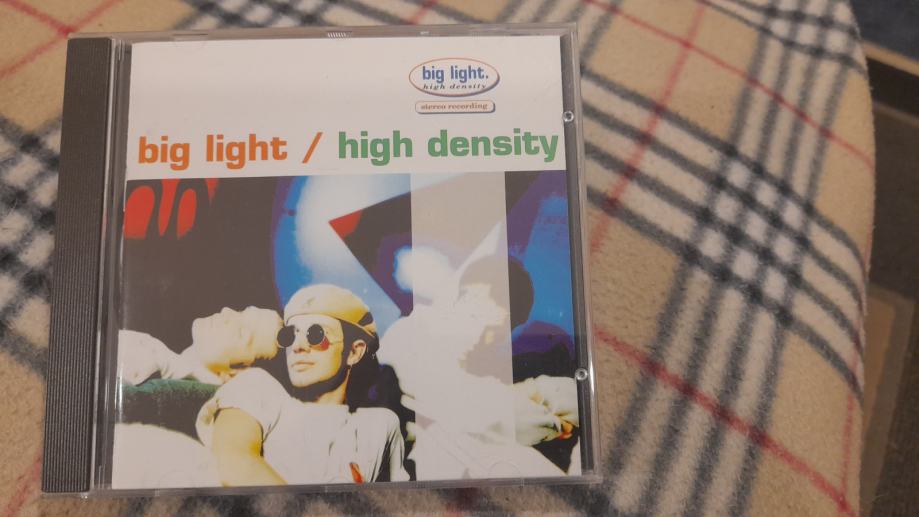 big light.
high density
stereo recording
big light / high density